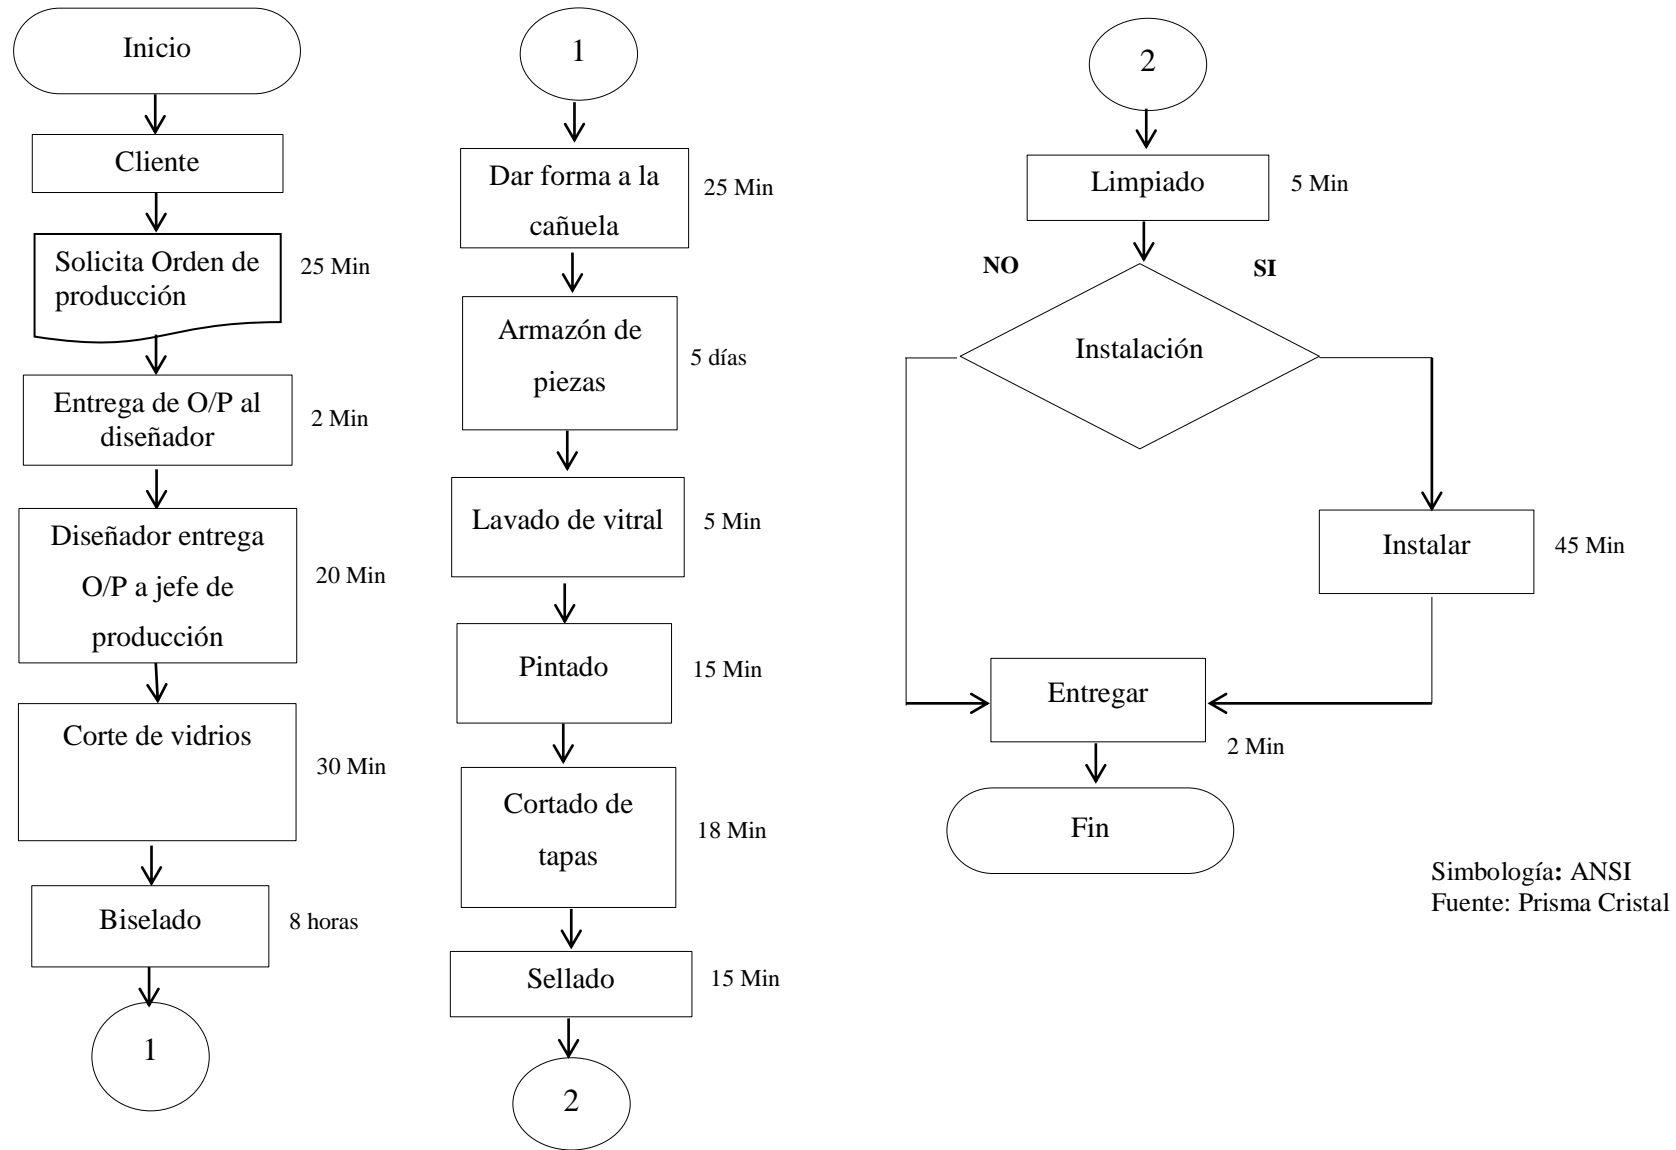 Inicio
Cliente
Solicita Orden de
producción
25 Min
Entrega de O/P al
diseñador
2 Min
Diseñador entrega
O/P a jefe de
producción
20 Min
Corte de vidrios
30 Min
Biselado
8 horas
1
1
Dar forma a la
cañuela
25 Min
Armazón de
piezas
5 días
Lavado de vitral
5 Min
Pintado
15 Min
Cortado de
tapas
18 Min
Sellado
15 Min
2
2
Limpiado
5 Min
NO
SI
Instalación
Instalar
45 Min
Entregar
2 Min
Fin
Simbología: ANSI
Fuente: Prisma Cristal